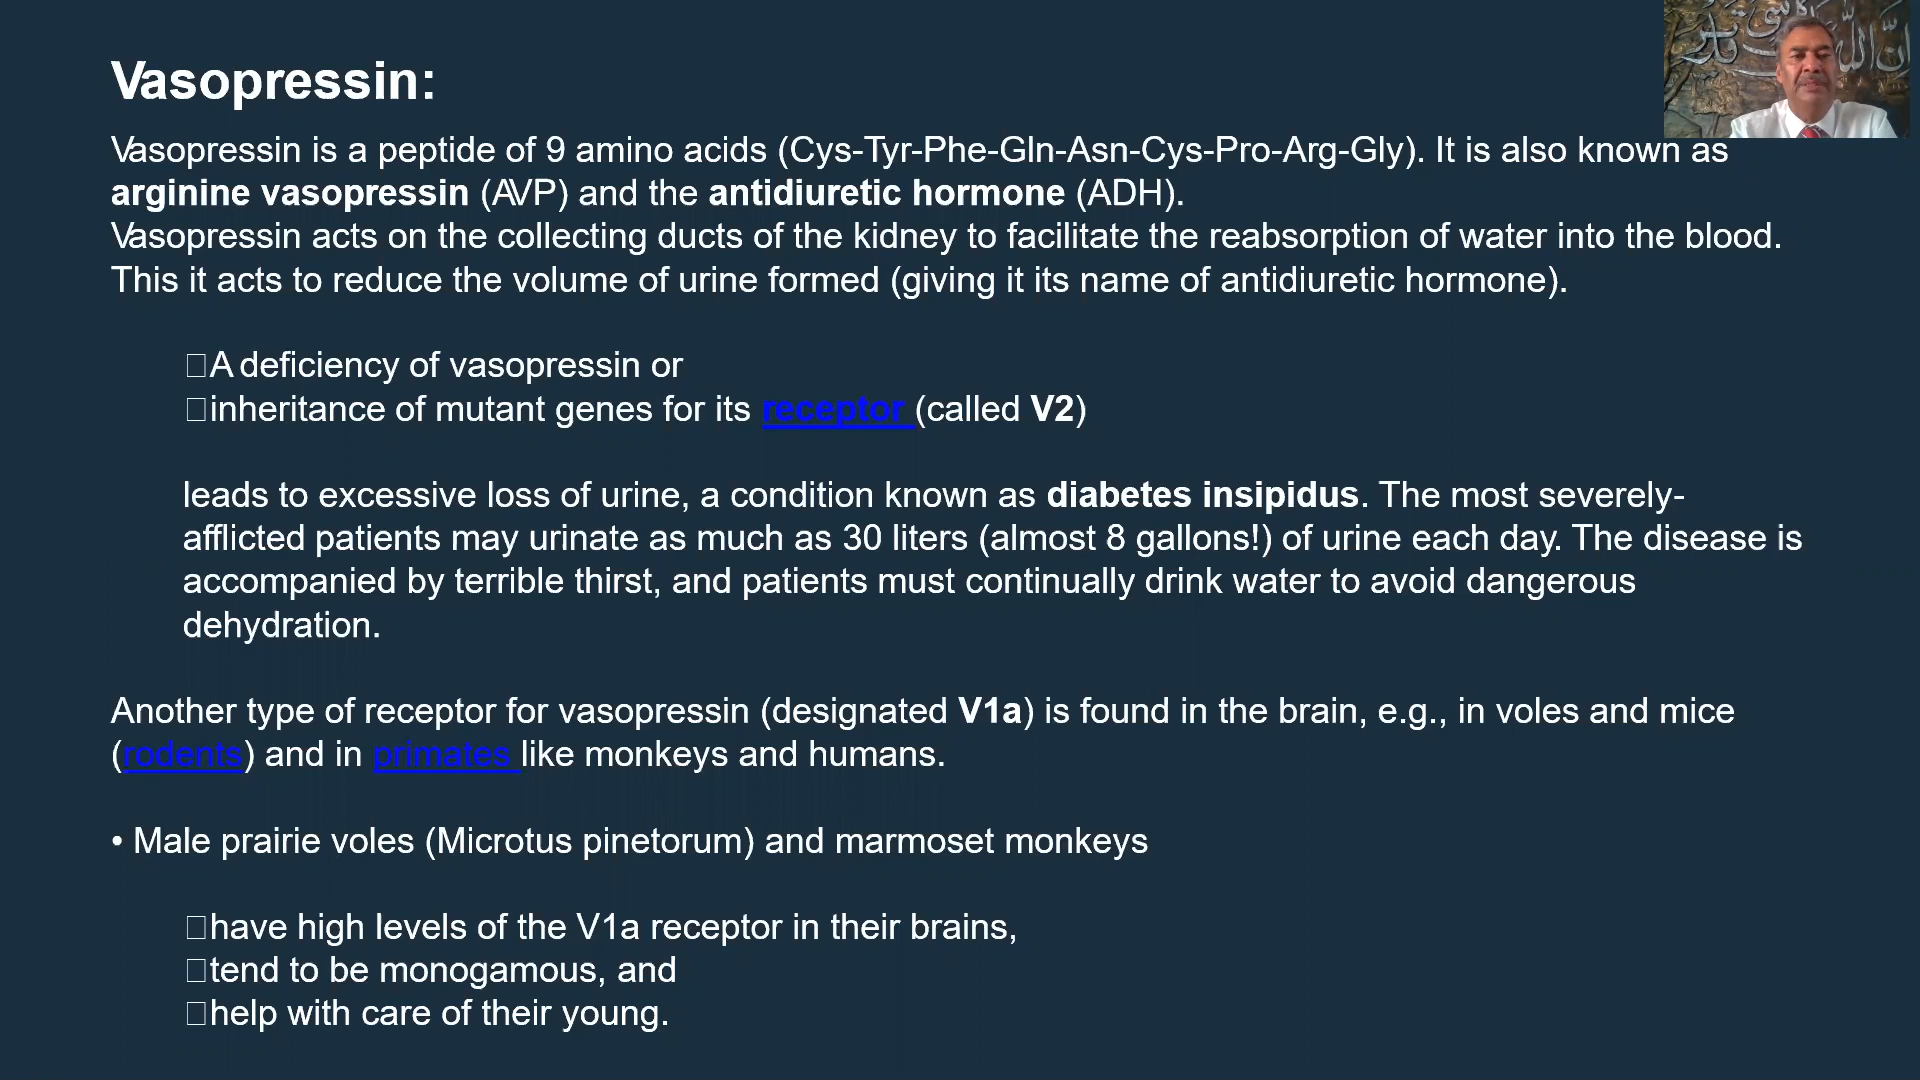 Vasopressin:
Vasopressin is a peptide of 9 amino acids (Cys-Tyr-Phe-Gln-Asn-Cys-Pro-Arg-Gly). It is also known as
arginine vasopressin (AVP) and the antidiuretic hormone (ADH).
Vasopressin acts on the collecting ducts of the kidney to facilitate the reabsorption of water into the blood.
This it acts to reduce the volume of urine formed (giving it its name of antidiuretic hormone).
□A deficiency of vasopressin or
□inheritance of mutant genes for its receptor (called V2)
leads to excessive loss of urine, a condition known as diabetes insipidus. The most severely-
afflicted patients may urinate as much as 30 liters (almost 8 gallons!) of urine each day. The disease is
accompanied by terrible thirst, and patients must continually drink water to avoid dangerous
dehydration.
Another type of receptor for vasopressin (designated V1a) is found in the brain, e.g., in voles and mice
(rodents) and in primates like monkeys and humans.
• Male prairie voles (Microtus pinetorum) and marmoset monkeys
□have high levels of the V1a receptor in their brains,
□tend to be monogamous, and
□help with care of their young.